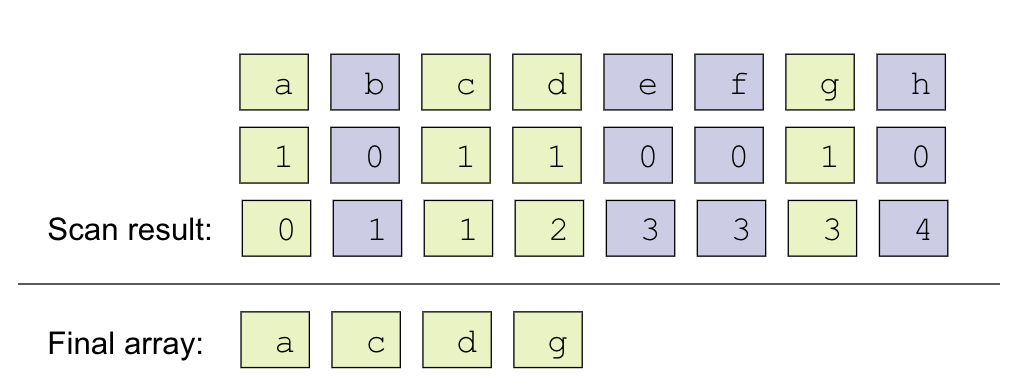 a b c d e f g h
1 0 1 1 0 0 1 0
Scan result: 0 1 1 2 3 3 3 4
Final array: a c d g